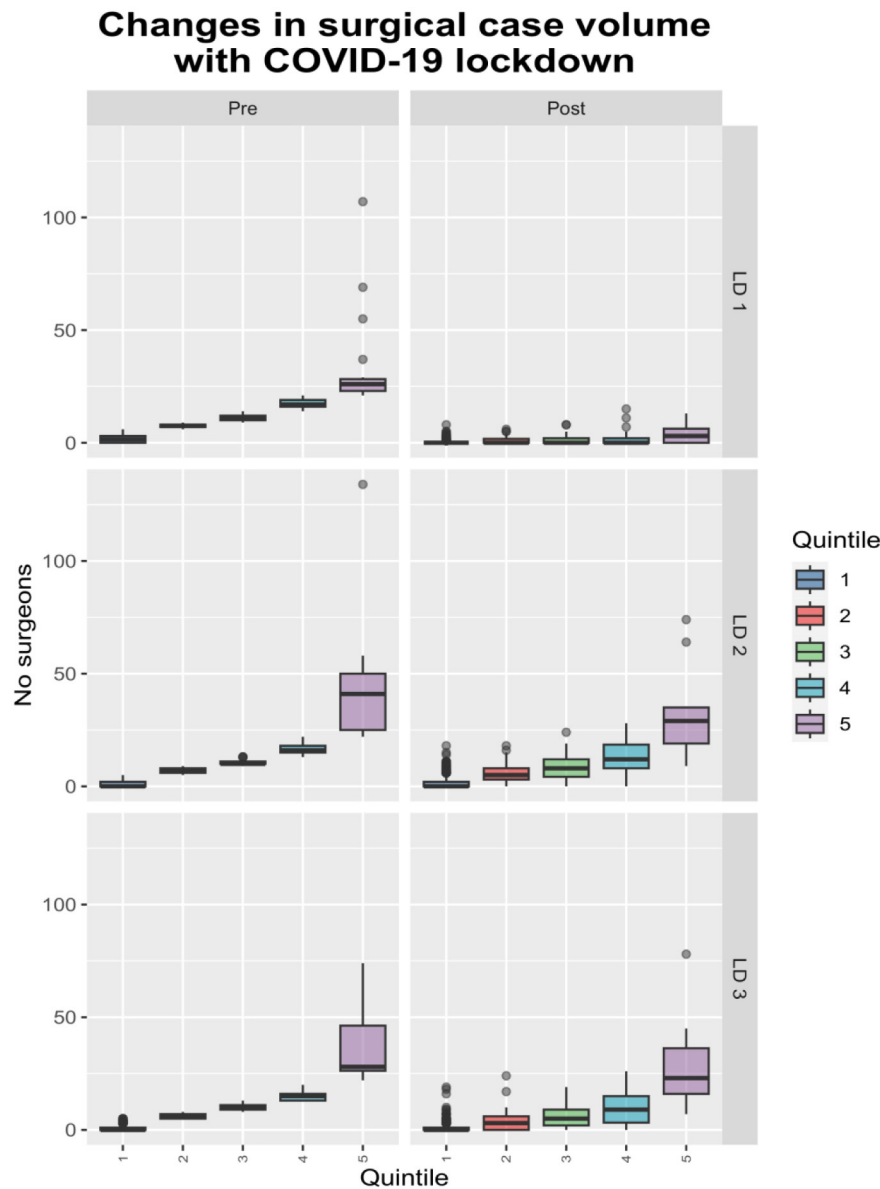 Changes in surgical case volume
with COVID-19 lockdown
Pre
Post
100
50
0
LD 1
100
50
0
LD 2
100
50
0
LD 3
No surgeons
1
2
3
4
5
1
2
3
4
5
Quintile
Quintile
1
2
3
4
5